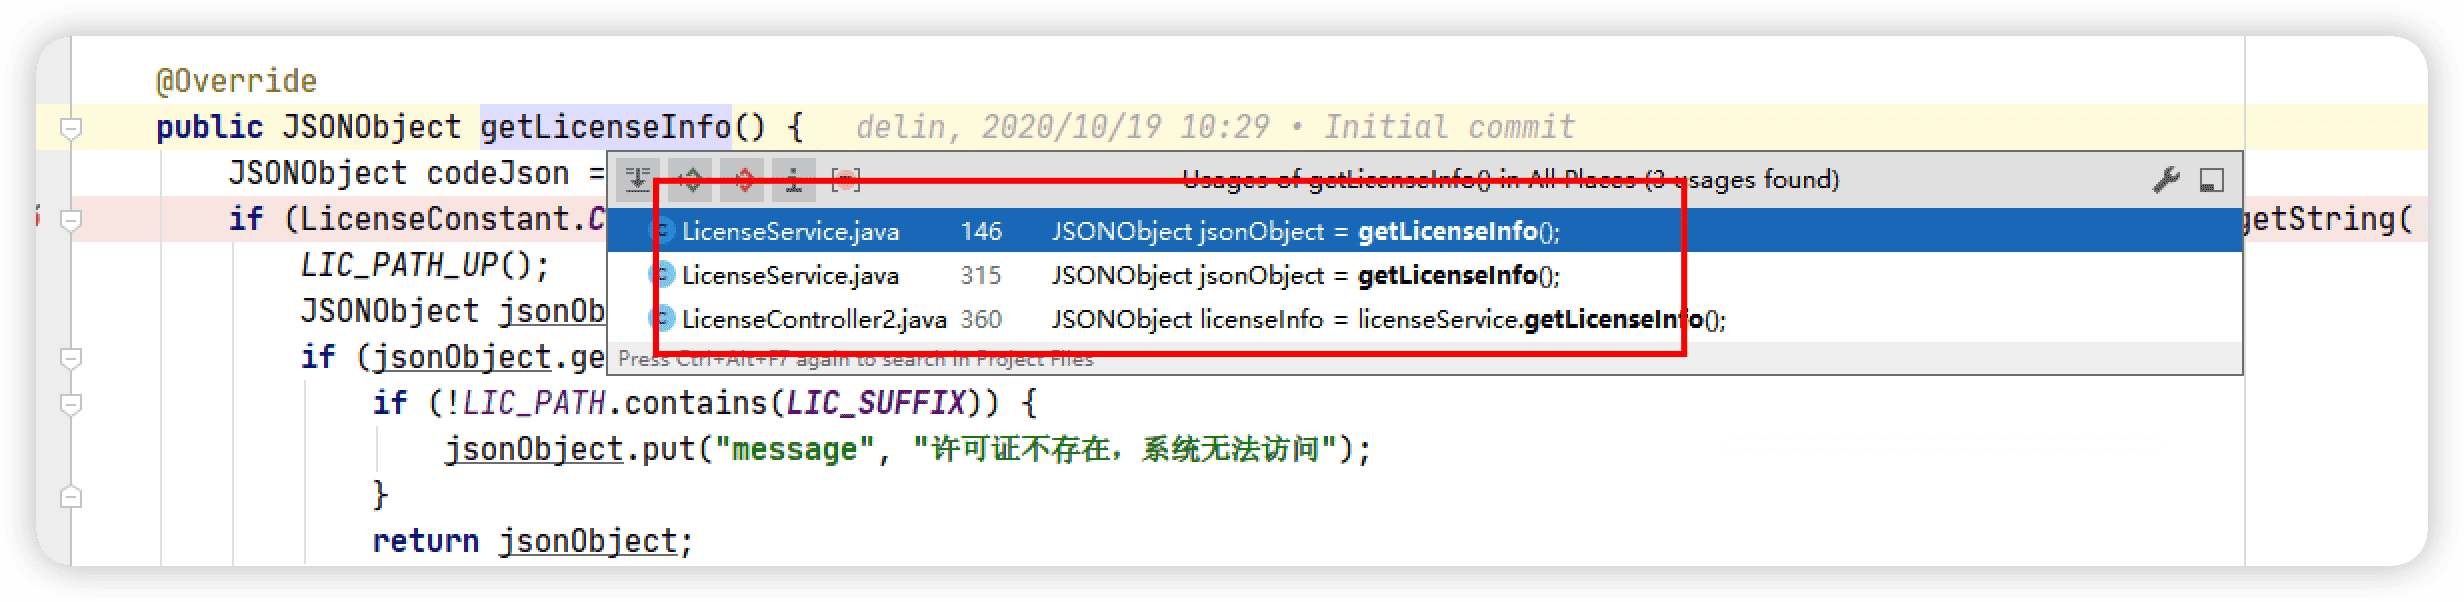 @Override
public JSONObject getLicenseInfo() { delin, 2020/10/19 10:29 • Initial commit
JSONObject codeJson =
Usages of getLicenseInfo() in All Places (3 usages found)
if (LicenseConstant.C
getString(
LicenseService.java 146 JSONObject jsonObject = getLicenseInfo();
LIC_PATH_UP();
LicenseService.java 315 JSONObject jsonObject = getLicenseInfo();
JSONObject jsonOb
LicenseController2.java 360 JSONObject licenseInfo = licenseService.getLicenseInfo();
if (jsonObject.ge
Press Ctrl+Alt+F7 again to search in Project Files
if (!LIC_PATH.contains(LIC_SUFFIX)) {
jsonObject.put("message", "许可证不存在，系统无法访问");
}
return jsonObject;